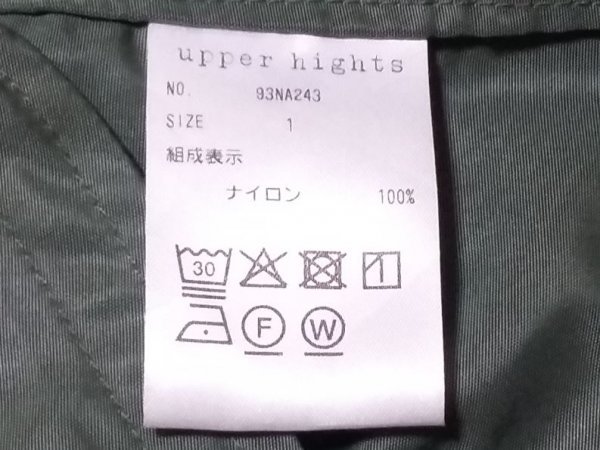 upper hights
NO. 93NA243
SIZE 1
組成表示
ナイロン 100%
30
F W